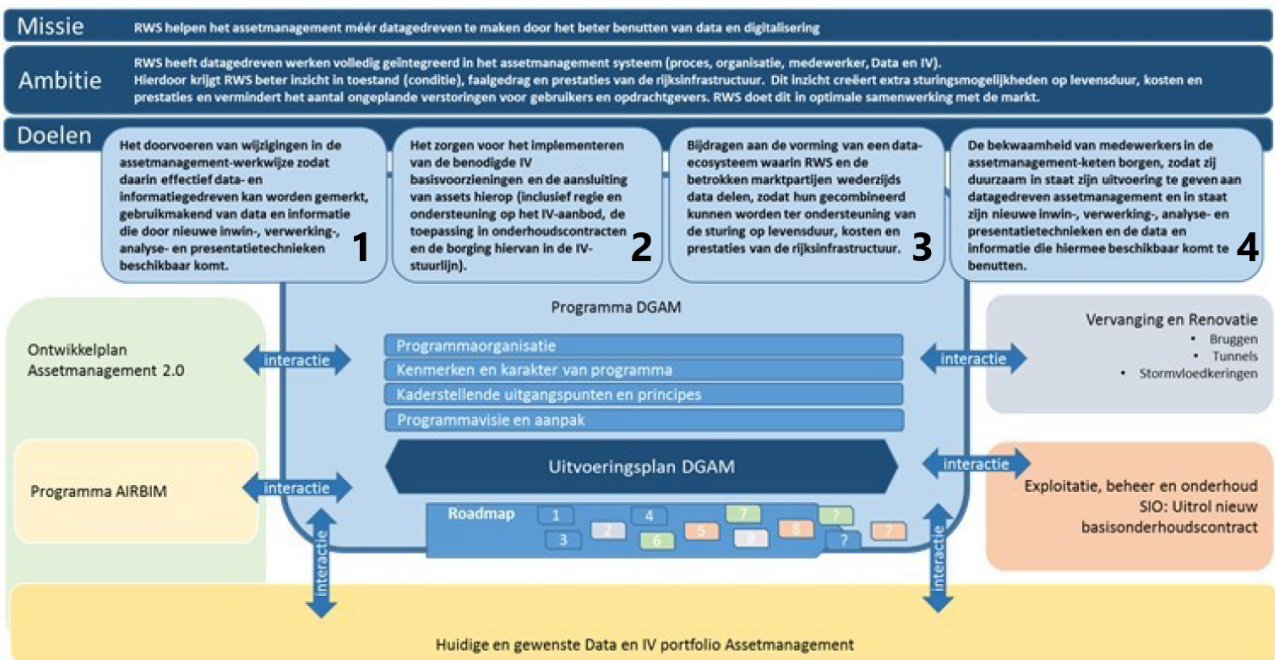 Missie
RWS helpen het assetmanagement méér datagedreven te maken door het beter benutten van data en digitalisering
Ambitie
RWS heeft datagedreven werken volledig geïntegreerd in het assetmanagement systeem (proces, organisatie, medewerker, Data en IV).
Hierdoor krijgt RWS beter inzicht in toestand (conditie), faalgedrag en prestaties van de rijksinfrastructuur. Dit inzicht creëert extra sturingsmogelijkheden op levensduur, kosten en
prestaties en vermindert het aantal ongeplande verstoringen voor gebruikers en opdrachtgevers. RWS doet dit in optimale samenwerking met de markt.
Doelen
Het doorvoeren van wijzigingen in de
assetmanagement-werkwijze zodat
daarin effectief data- en
informatiegedreven kan worden gemerkt,
gebruikmakend van data en informatie
die door nieuwe inwin-, verwerking-,
analyse- en presentatietechnieken
beschikbaar komt.
1
Het zorgen voor het implementeren
van de benodigde IV
basisvoorzieningen en de aansluiting
van assets hierop (inclusief regie en
ondersteuning op het IV-aanbod, de
toepassing in onderhoudscontracten
en de borging hiervan in de IV-
stuurlijn).
2
Bijdragen aan de vorming van een data-
ecosysteem waarin RWS en de
betrokken marktpartijen wederzijds
data delen, zodat hun gecombineerd
kunnen worden ter ondersteuning van
de sturing op levensduur, kosten en
prestaties van de rijksinfrastructuur.
3
De bekwaamheid van medewerkers in de
assetmanagement-keten borgen, zodat zij
duurzaam in staat zijn uitvoering te geven aan
datagedreven assetmanagement en in staat
zijn nieuwe inwin-, verwerking-, analyse- en
presentatietechnieken en de data en
informatie die hiermee beschikbaar komt te
benutten.
4
Programma DGAM
Programmaorganisatie
Kenmerken en karakter van programma
Kaderstellende uitgangspunten en principes
Programmavisie en aanpak
Uitvoeringsplan DGAM
Roadmap
1
3
2
4
6
5
7
9
8
?
?
?
Ontwikkelplan
Assetmanagement 2.0
interactie
Programma AIRBIM
interactie
interactie
interactie
Vervanging en Renovatie
• Bruggen
• Tunnels
• Stormvloedkeringen
interactie
Exploitatie, beheer en onderhoud
SIO: Uitrol nieuw
basisonderhoudscontract
interactie
Huidige en gewenste Data en IV portfolio Assetmanagement